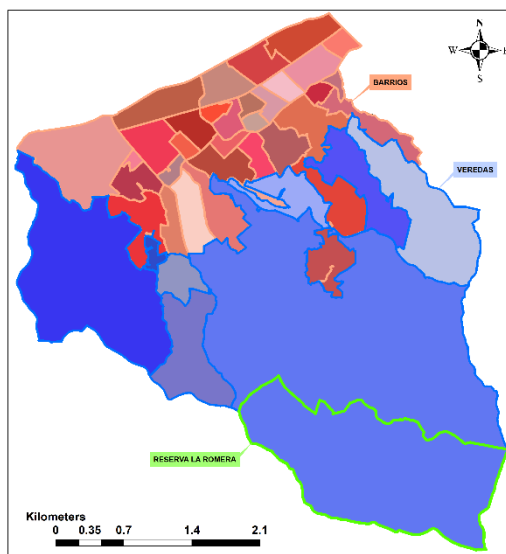 N
W
E
S
BARRIOS
VEREDAS
RESERVA LA ROMERA
Kilometers
0 0.35 0.7 1.4 2.1